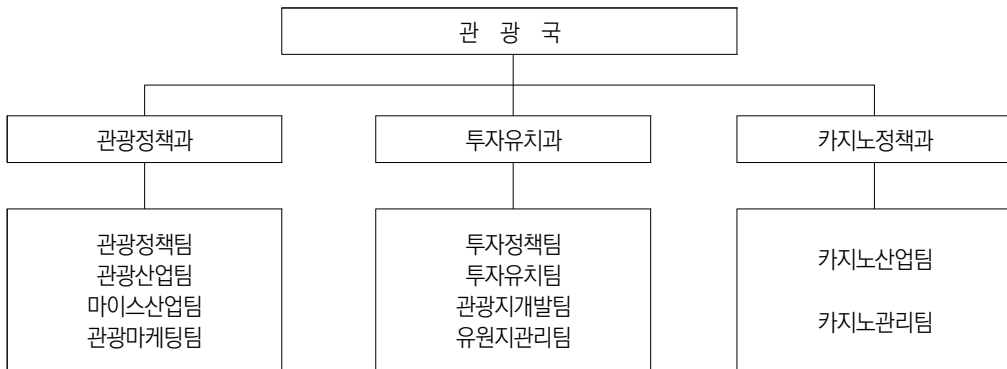 관 광 국
관광정책과
투자유치과
카지노정책과
관광정책팀
관광산업팀
마이스산업팀
관광마케팅팀
투자정책팀
투자유치팀
관광지개발팀
유원지관리팀
카지노산업팀
카지노관리팀